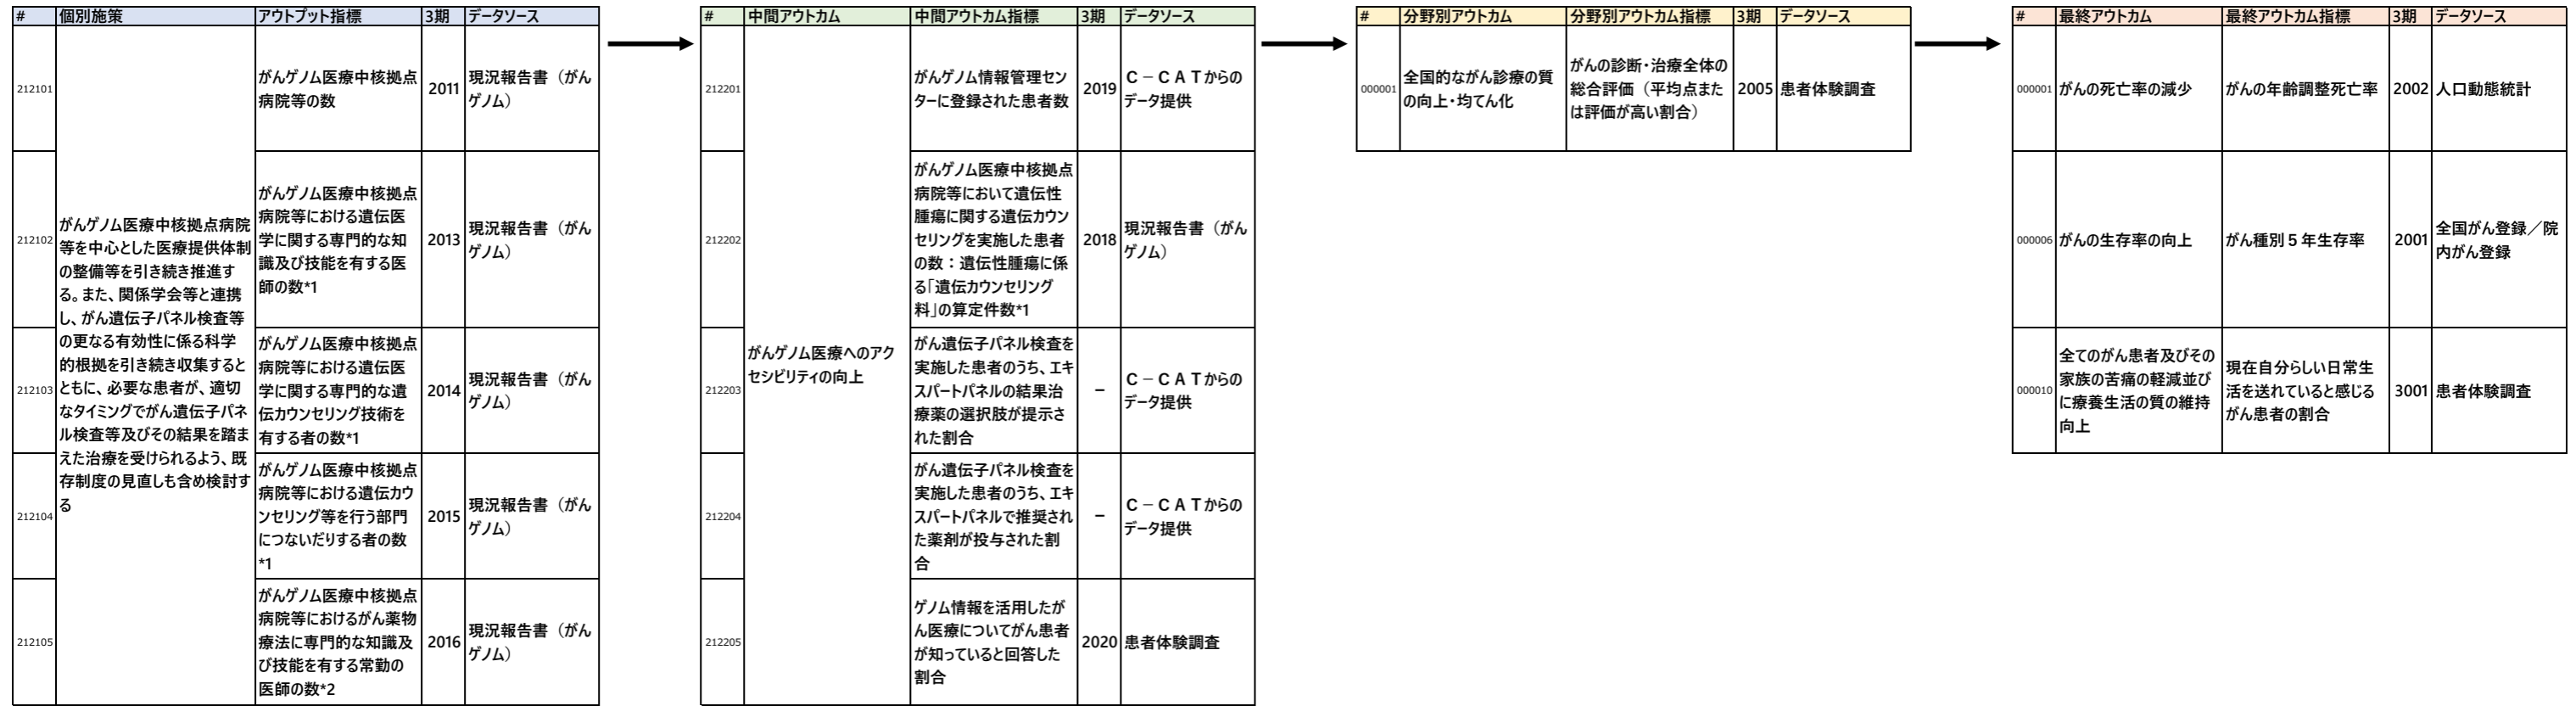 # 個別施策 アウトプット指標 3期 データソース
212101
がんゲノム医療中核拠点病院
等を中心とした医療提供体制
の整備等を引き続き推進す
る。また、関係学会等と連携
し、がん遺伝子パネル検査等
の更なる有効性に係る科学
的根拠を引き続き収集すると
ともに、必要な患者が、適切
なタイミングでがん遺伝子パネ
ル検査等及びその結果を踏ま
えた治療を受けられるよう、既
存制度の見直しも含め検討す
る
がんゲノム医療中核拠点
病院等の数
2011
現況報告書（がん
ゲノム）
212102
がんゲノム医療中核拠点
病院等における遺伝医
学に関する専門的な知
識及び技能を有する医
師の数*1
2013
現況報告書（がん
ゲノム）
212103
がんゲノム医療中核拠点
病院等における遺伝医
学に関する専門的な遺
伝カウンセリング技術を
有する者の数*1
2014
現況報告書（がん
ゲノム）
212104
がんゲノム医療中核拠点
病院等における遺伝カウ
ンセリング等を行う部門
につないだりする者の数
*1
2015
現況報告書（がん
ゲノム）
212105
がんゲノム医療中核拠点
病院等におけるがん薬物
療法に専門的な知識及
び技能を有する常勤の
医師の数*2
2016
現況報告書（がん
ゲノム）
# 中間アウトカム 中間アウトカム指標 3期 データソース
212201
がんゲノム医療へのアク
セシビリティの向上
がんゲノム情報管理セン
ターに登録された患者数
2019
Ｃ－ＣＡＴからの
データ提供
212202
がんゲノム医療中核拠点
病院等において遺伝性
腫瘍に関する遺伝カウン
セリングを実施した患者
の数：遺伝性腫瘍に係
る「遺伝カウンセリング
料」の算定件数*1
2018
現況報告書（がん
ゲノム）
212203
がん遺伝子パネル検査を
実施した患者のうち、エキ
スパートパネルの結果治
療薬の選択肢が提示さ
れた割合
－
Ｃ－ＣＡＴからの
データ提供
212204
がん遺伝子パネル検査を
実施した患者のうち、エキ
スパートパネルで推奨され
た薬剤が投与された割
合
－
Ｃ－ＣＡＴからの
データ提供
212205
ゲノム情報を活用したが
ん医療についてがん患者
が知っていると回答した
割合
2020
患者体験調査
# 分野別アウトカム 分野別アウトカム指標 3期 データソース
000001
全国的ながん診療の質
の向上・均てん化
がんの診断・治療全体の
総合評価（平均点また
は評価が高い割合）
2005
患者体験調査
# 最終アウトカム 最終アウトカム指標 3期 データソース
000001
がんの死亡率の減少
がんの年齢調整死亡率
2002
人口動態統計
000006
がんの生存率の向上
がん種別５年生存率
2001
全国がん登録／院
内がん登録
000010
全てのがん患者及びその
家族の苦痛の軽減並び
に療養生活の質の維持
向上
現在自分らしい日常生
活を送れていると感じる
がん患者の割合
3001
患者体験調査